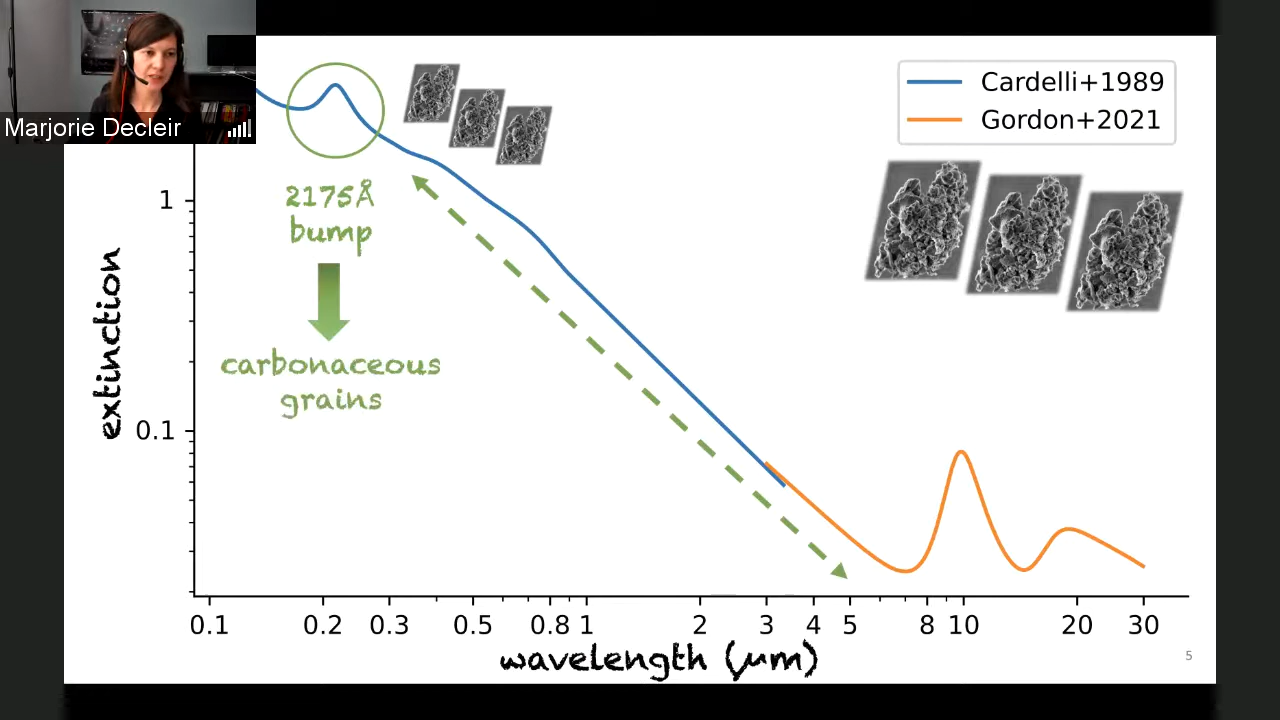 Marjorie Decleir
Cardelli+1989
Gordon+2021
2175Å
bump
carbonaceous
grains
extinction
1
0.1
0.1 0.2 0.3 0.5 0.8 1 2 3 4 5 8 10 20 30
wavelength (μm)
5